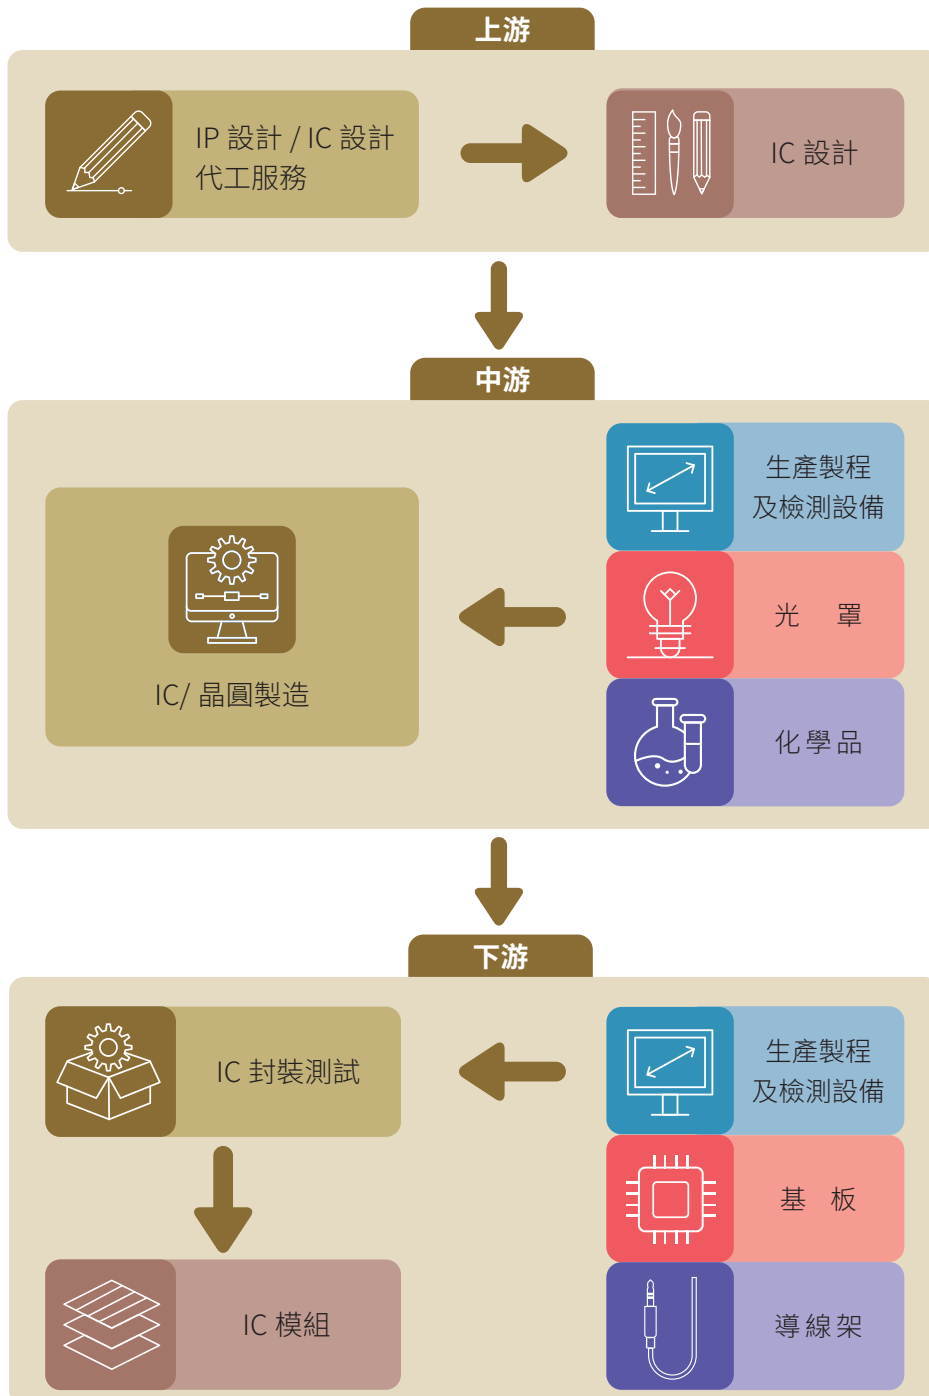 上游
IP 設計 / IC 設計
代工服務
IC 設計
中游
IC/ 晶圓製造
生產製程
及檢測設備
光 罩
化學品
下游
IC 封裝測試
IC 模組
生產製程
及檢測設備
基 板
導線架